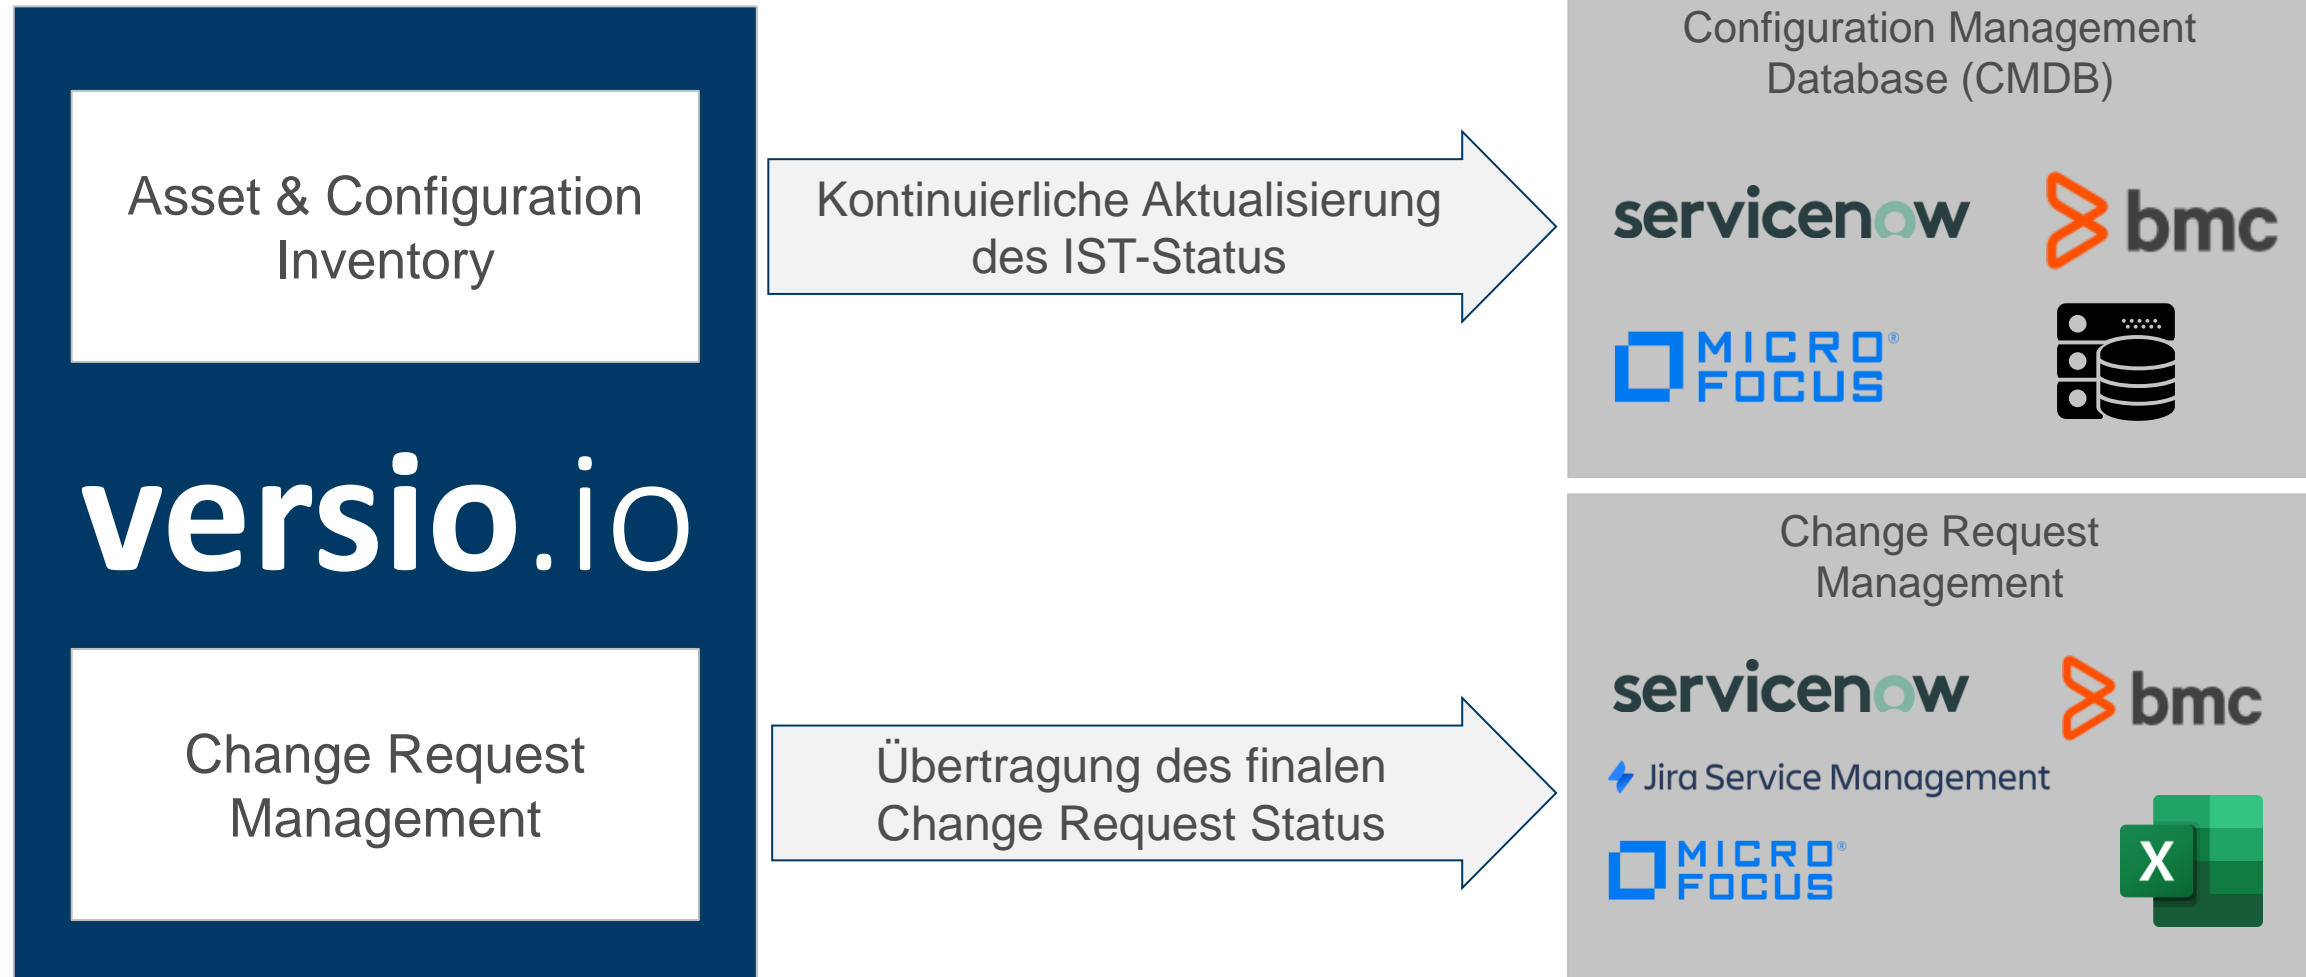 Asset & Configuration
Inventory
versio.io
Change Request
Management
Kontinuierliche Aktualisierung
des IST-Status
Übertragung des finalen
Change Request Status
Configuration Management
Database (CMDB)
servicenow
bmc
MICRO®
FOCUS
Change Request
Management
servicenow
bmc
Jira Service Management
MICRO®
FOCUS
X